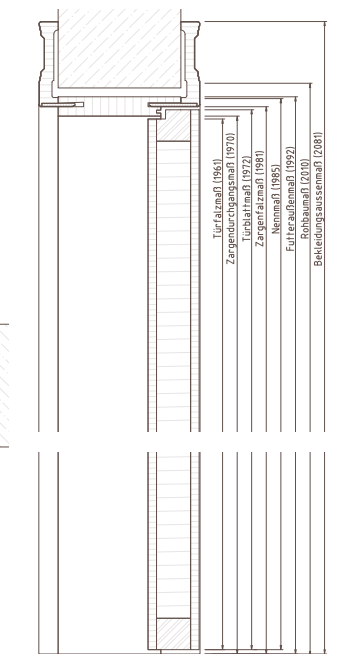 Türfalzmaß (1961)
Zargendurchgangsmaß (1970)
Türblattmaß (1972)
Zargenfalzmaß (1981)
Nennmaß (1985)
Futteraußenmaß (1992)
Rohbaumaß (2010)
Bekleidungsaussenmaß (2081)